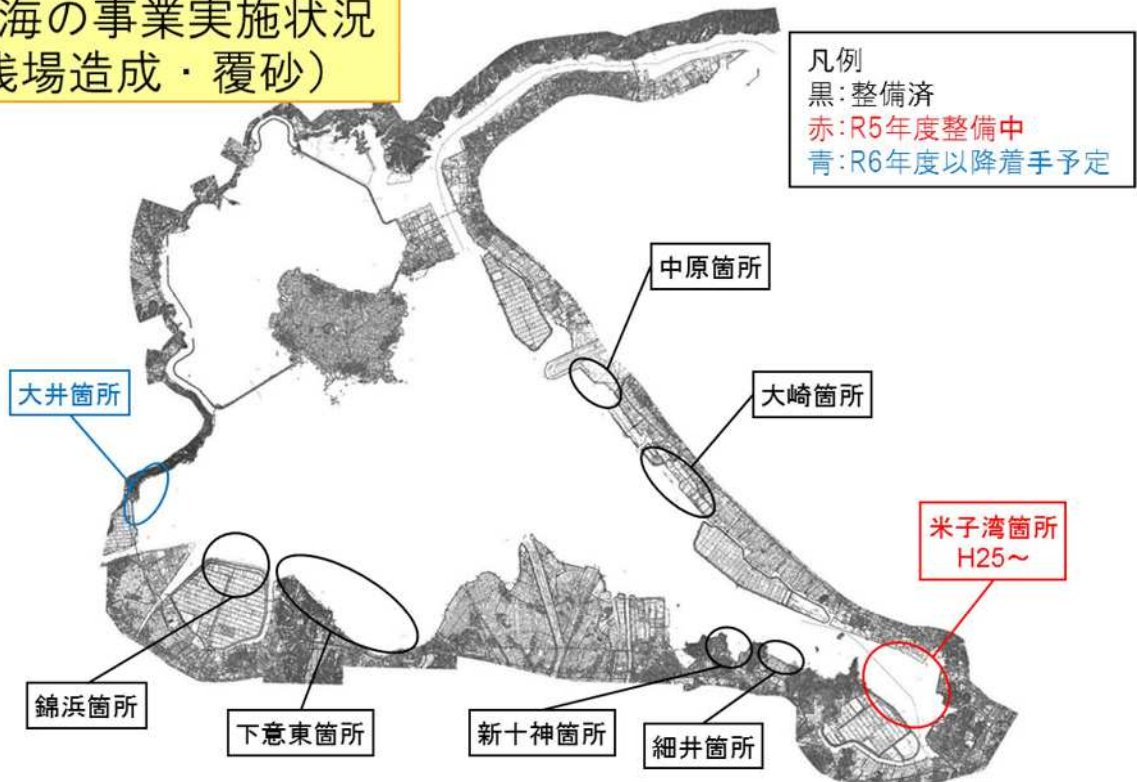 海の事業実施状況
浅場造成・覆砂）
凡例
黒：整備済
赤：R5年度整備中
青：R6年度以降着手予定
中原箇所
大井箇所
大崎箇所
米子湾箇所
H25～
錦浜箇所
下意東箇所
新十神箇所
細井箇所